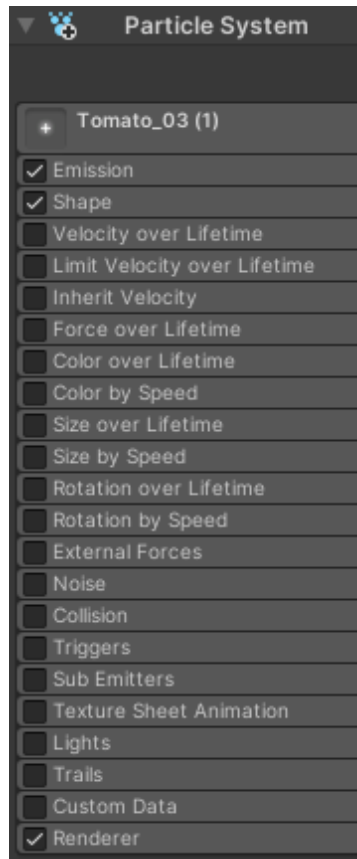 Particle System
Tomato_03 (1)
Emission
Shape
Velocity over Lifetime
Limit Velocity over Lifetime
Inherit Velocity
Force over Lifetime
Color over Lifetime
Color by Speed
Size over Lifetime
Size by Speed
Rotation over Lifetime
Rotation by Speed
External Forces
Noise
Collision
Triggers
Sub Emitters
Texture Sheet Animation
Lights
Trails
Custom Data
Renderer